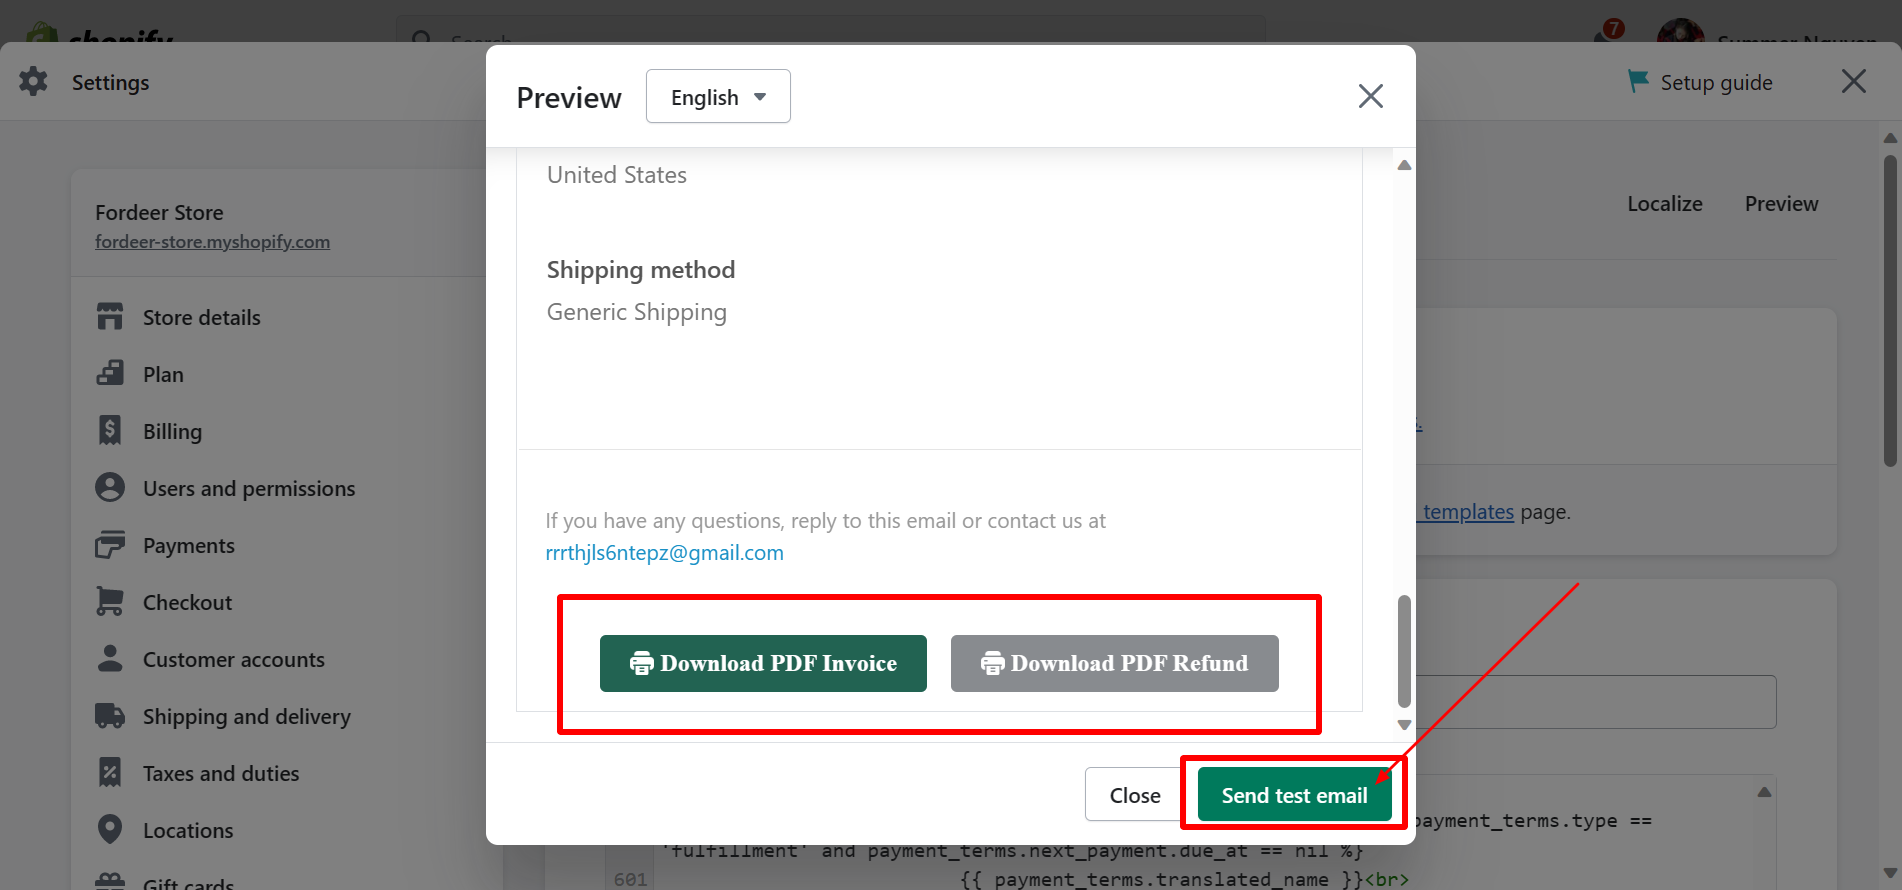 shopify
Search
7
Summer Nguyen
Settings
Setup guide
Preview
English
Fordeer Store
fordeer-store.myshopify.com
Localize
Preview
Store details
Plan
Billing
Users and permissions
Payments
Checkout
Customer accounts
Shipping and delivery
Taxes and duties
Locations
Gift cards
United States
Shipping method
Generic Shipping
If you have any questions, reply to this email or contact us at
rrrthjls6ntepz@gmail.com
Download PDF Invoice
Download PDF Refund
Close
Send test email
templates page.
payment_terms.type ==
'fulfillment' and payment_terms.next_payment.due_at == nil %}
601 {{ payment_terms.translated_name }}<br>